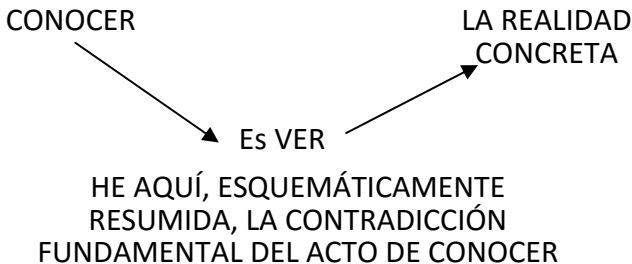 CONOCER
LA REALIDAD
CONCRETA
Es VER
HE AQUÍ, ESQUEMÁTICAMENTE
RESUMIDA, LA CONTRADICCIÓN
FUNDAMENTAL DEL ACTO DE CONOCER